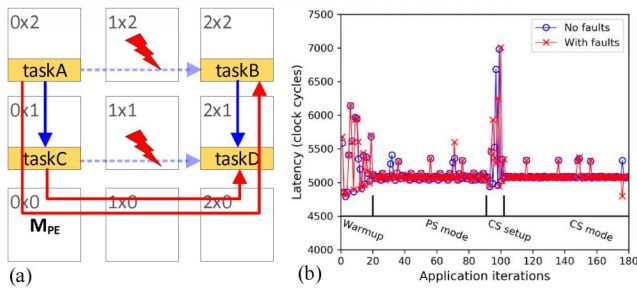 0x2 1x2 2x2
taskA taskB
0x1 1x1 2x1
taskC taskD
0x0 1x0 2x0
M_PE
(a)
7500
7000
6500
6000
5500
5000
4500
4000
Latency (clock cycles)
No faults
With faults
Warmup PS mode CS setup CS mode
0 20 40 60 80 100 120 140 160 180
Application iterations
(b)